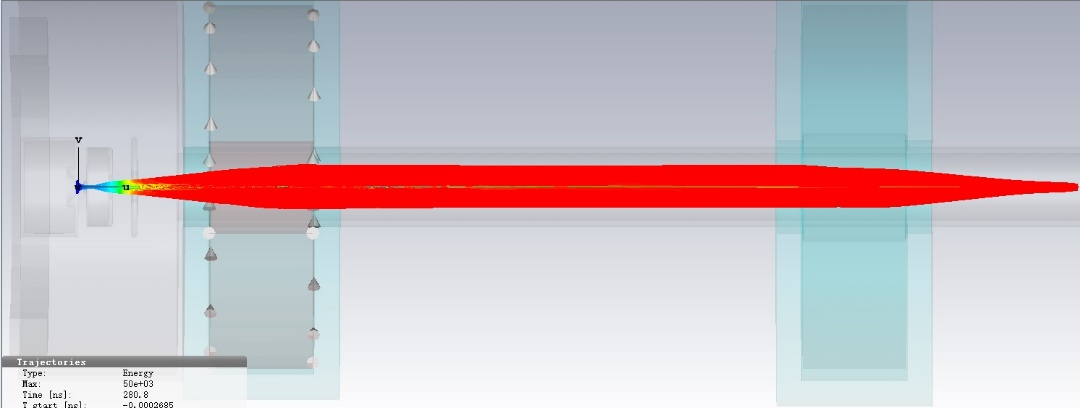 v
u
Trajectories
Type: Energy
Max: 50e+03
Time [ns]: 280.8
T start [ns]: -0.0002685